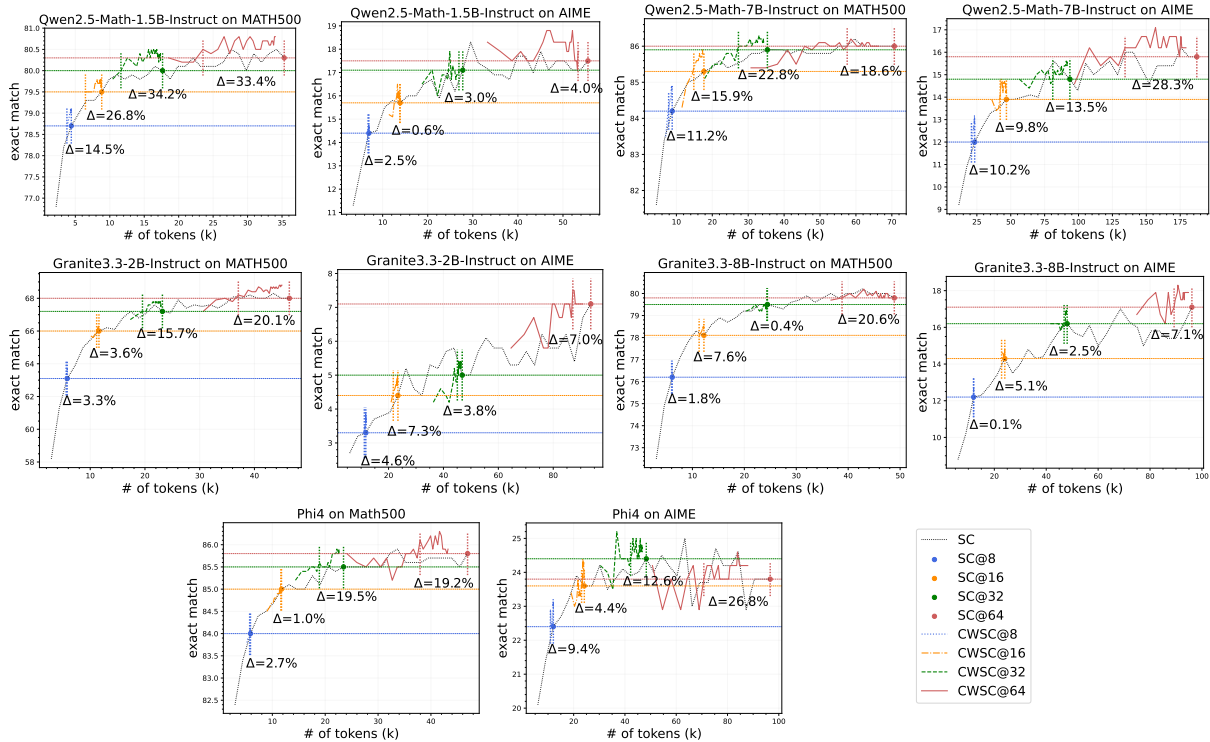 Qwen2.5-Math-1.5B-Instruct on MATH500
exact match
81.0
80.5
80.0
79.5
79.0
78.5
78.0
77.5
77.0
Δ=14.5%
Δ=26.8%
Δ=34.2%
Δ=33.4%
5
10
15
20
25
30
35
# of tokens (k)
Qwen2.5-Math-1.5B-Instruct on AIME
exact match
19
18
17
16
15
14
13
12
11
Δ=2.5%
Δ=0.6%
Δ=3.0%
Δ=4.0%
10
20
30
40
50
# of tokens (k)
Qwen2.5-Math-7B-Instruct on MATH500
exact match
86
85
84
83
82
Δ=11.2%
Δ=15.9%
Δ=22.8%
Δ=18.6%
10
20
30
40
50
60
70
# of tokens (k)
Qwen2.5-Math-7B-Instruct on AIME
exact match
17
16
15
14
13
12
11
10
9
Δ=10.2%
Δ=9.8%
Δ=13.5%
Δ=28.3%
25
50
75
100
125
150
175
# of tokens (k)
Granite3.3-2B-Instruct on MATH500
exact match
68
66
64
62
60
58
Δ=3.3%
Δ=3.6%
Δ=15.7%
Δ=20.1%
10
20
30
40
# of tokens (k)
Granite3.3-2B-Instruct on AIME
exact match
8
7
6
5
4
3
Δ=4.6%
Δ=7.3%
Δ=3.8%
Δ=7.0%
20
40
60
80
# of tokens (k)
Granite3.3-8B-Instruct on MATH500
exact match
80
79
78
77
76
75
74
73
Δ=1.8%
Δ=7.6%
Δ=0.4%
Δ=20.6%
10
20
30
40
50
# of tokens (k)
Granite3.3-8B-Instruct on AIME
exact match
18
16
14
12
10
Δ=0.1%
Δ=5.1%
Δ=2.5%
Δ=7.1%
20
40
60
80
100
# of tokens (k)
Phi4 on Math500
exact match
86.0
85.5
85.0
84.5
84.0
83.5
83.0
82.5
Δ=2.7%
Δ=1.0%
Δ=19.5%
Δ=19.2%
10
20
30
40
# of tokens (k)
Phi4 on AIME
exact match
25
24
23
22
21
20
Δ=9.4%
Δ=4.4%
Δ=12.6%
Δ=26.8%
20
40
60
80
100
# of tokens (k)
SC
SC@8
SC@16
SC@32
SC@64
CWSC@8
CWSC@16
CWSC@32
CWSC@64